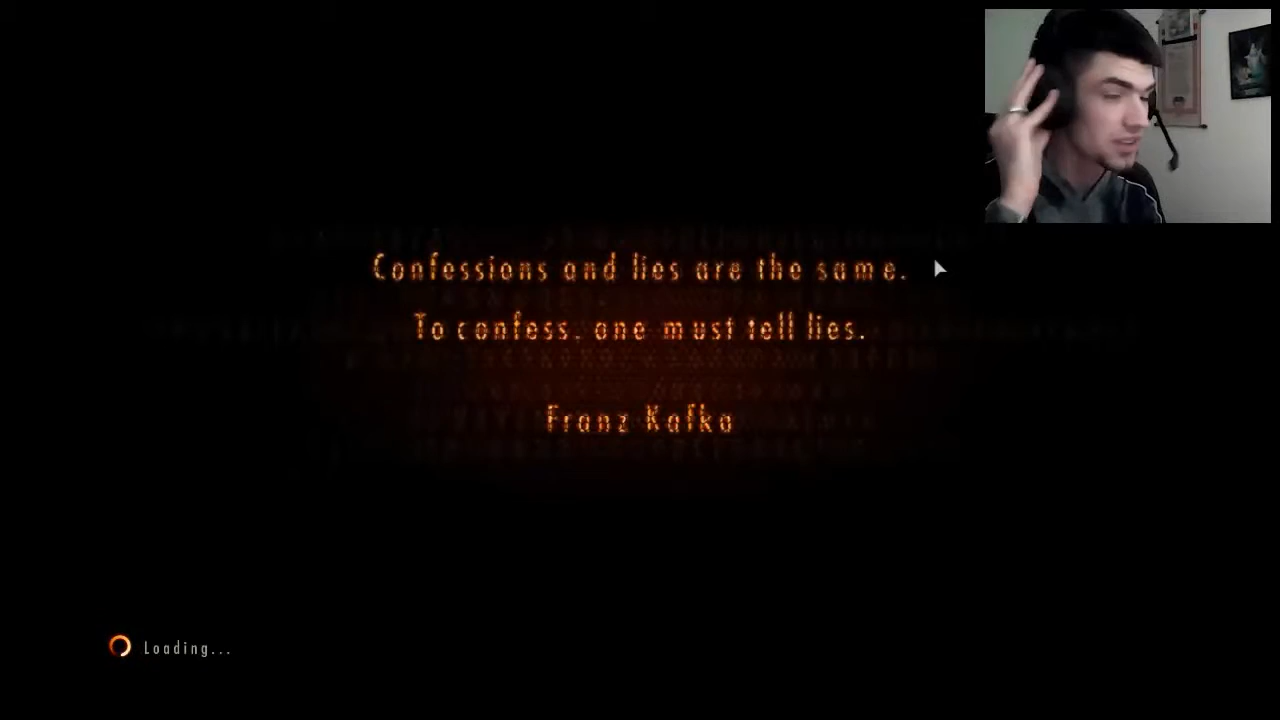 Confessions and lies are the same.
To confess, one must tell lies.
Franz Kafka
Loading...